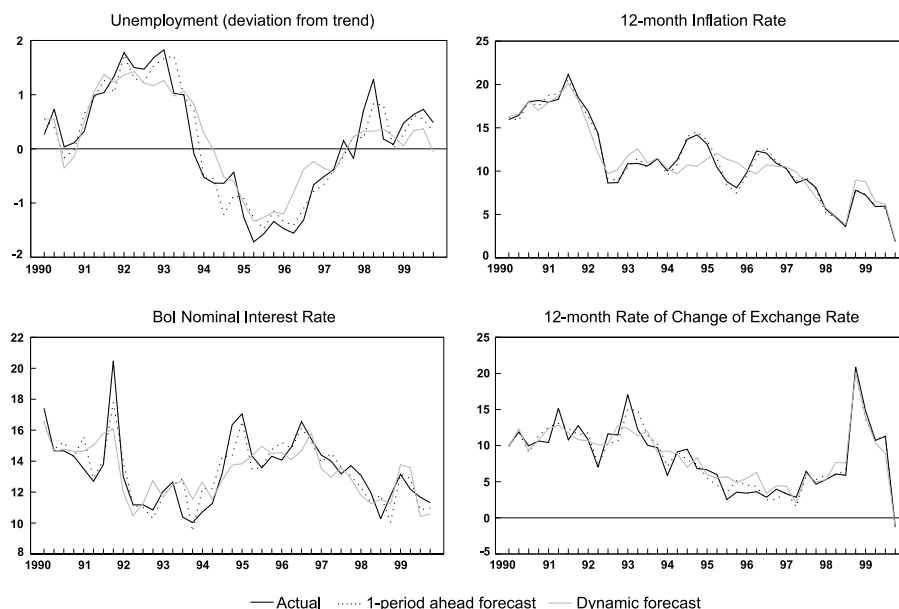 Unemployment (deviation from trend)
2
1
0
-1
-2
1990 91 92 93 94 95 96 97 98 99
12-month Inflation Rate
25
20
15
10
5
0
1990 91 92 93 94 95 96 97 98 99
BoI Nominal Interest Rate
22
20
18
16
14
12
10
8
1990 91 92 93 94 95 96 97 98 99
12-month Rate of Change of Exchange Rate
25
20
15
10
5
0
-5
1990 91 92 93 94 95 96 97 98 99
Actual 1-period ahead forecast Dynamic forecast